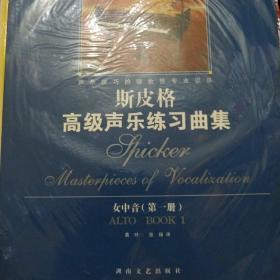 斯皮格
高级声乐练习曲集
Spicker
Masterpieces of Vocalization
女中音(第一册)
ALTO BOOK 1
湖南文艺出版社